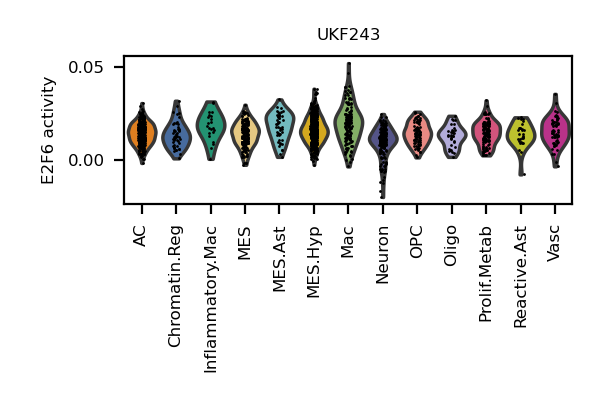 UKF243
E2F6 activity
0.05
0.00
AC
Chromatin.Reg
Inflammatory.Mac
MES
MES.Ast
MES.Hyp
Mac
Neuron
OPC
Oligo
Prolif.Metab
Reactive.Ast
Vasc